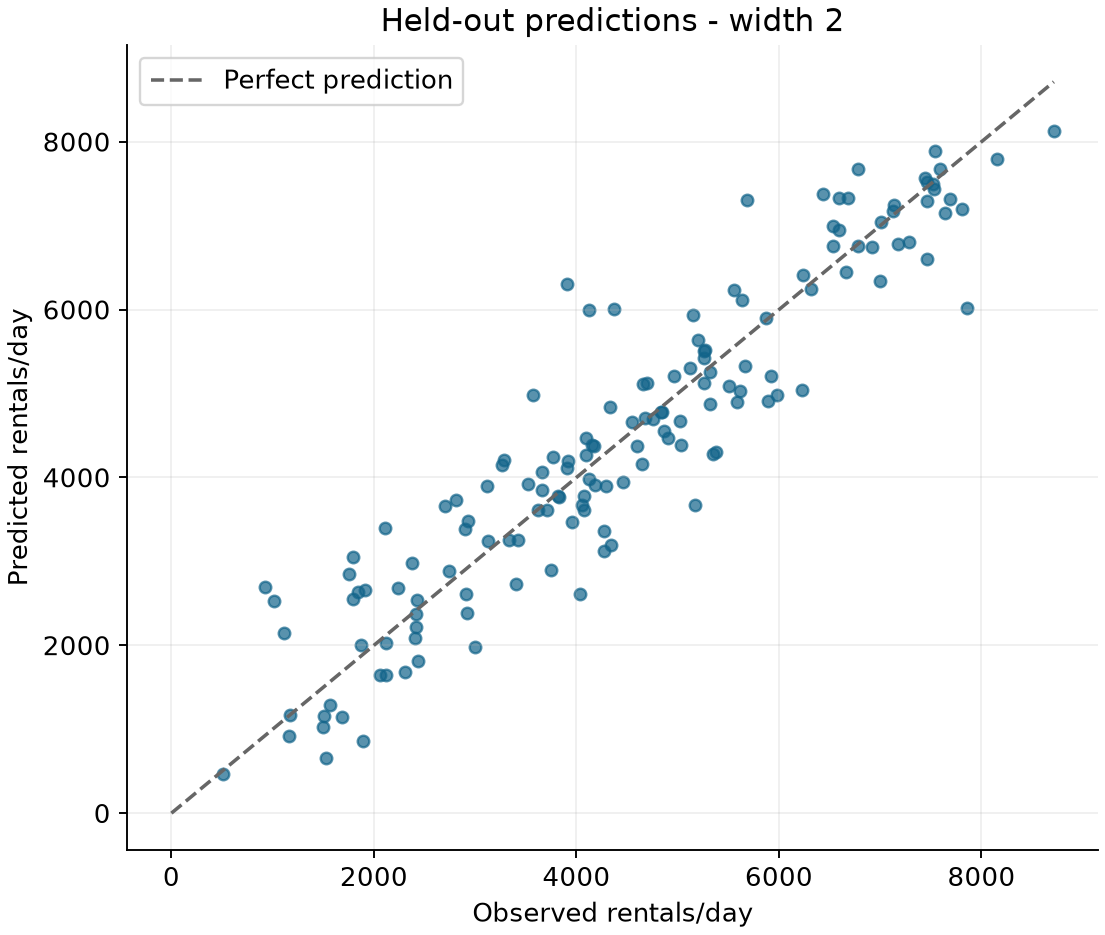 Held-out predictions - width 2
Perfect prediction
8000
6000
4000
2000
0
Predicted rentals/day
0 2000 4000 6000 8000
Observed rentals/day